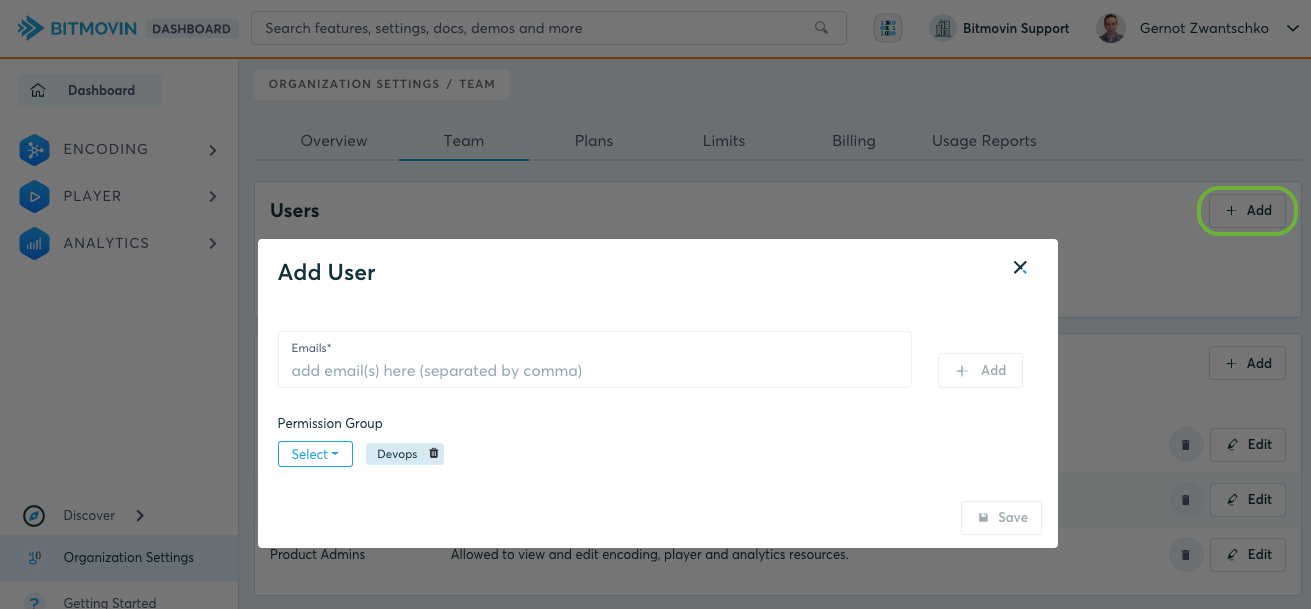 BITMOVIN DASHBOARD
Search features, settings, docs, demos and more
Bitmovin Support
Gernot Zwantschko
Dashboard
ENCODING
PLAYER
ANALYTICS
Discover
Organization Settings
Getting Started
ORGANIZATION SETTINGS / TEAM
Overview Team Plans Limits Billing Usage Reports
Users
+ Add
Add User
Emails*
add email(s) here (separated by comma)
+ Add
Permission Group
Select
Devops
Save
+ Add
Edit
Edit
Product Admins Allowed to view and edit encoding, player and analytics resources. Edit